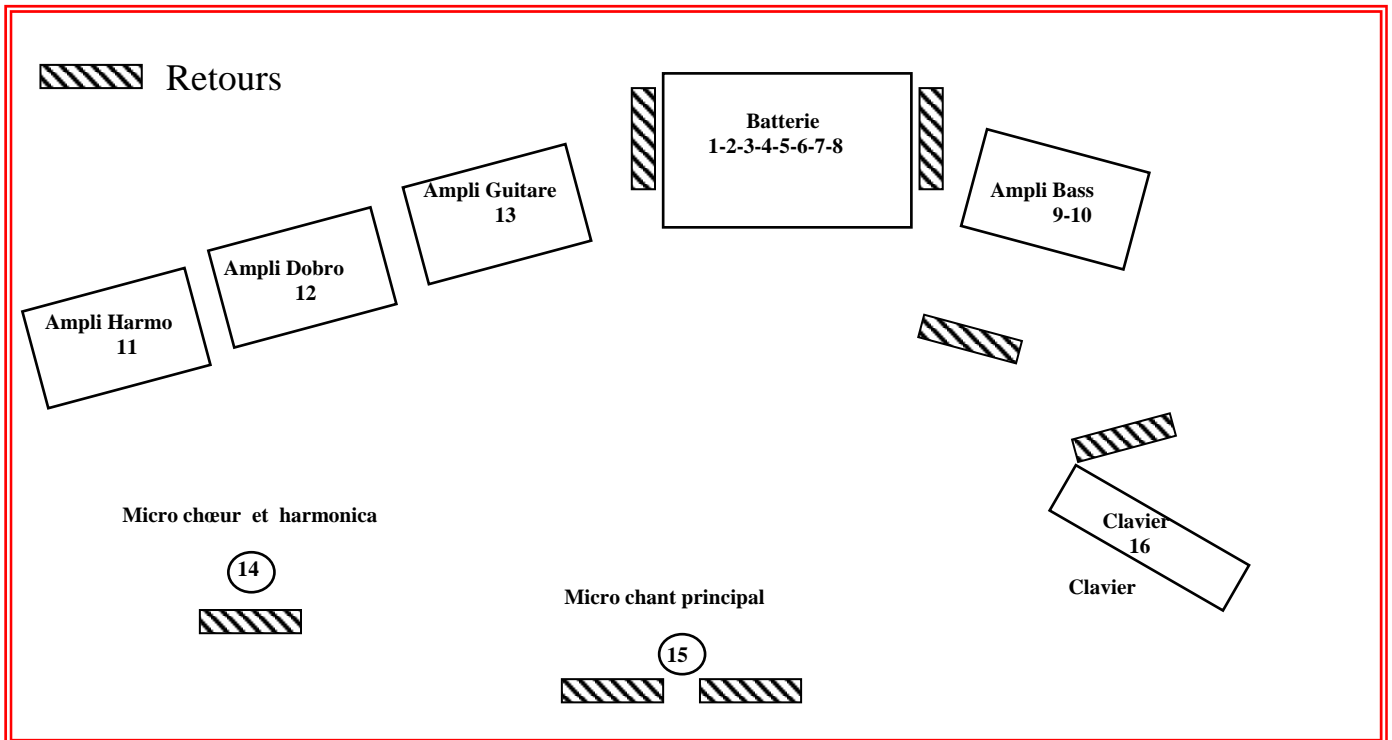 Retours
Batterie
1-2-3-4-5-6-7-8
Ampli Guitare
13
Ampli Bass
9-10
Ampli Dobro
12
Ampli Harmo
11
Micro chœur et harmonica
14
Clavier
16
Clavier
Micro chant principal
15